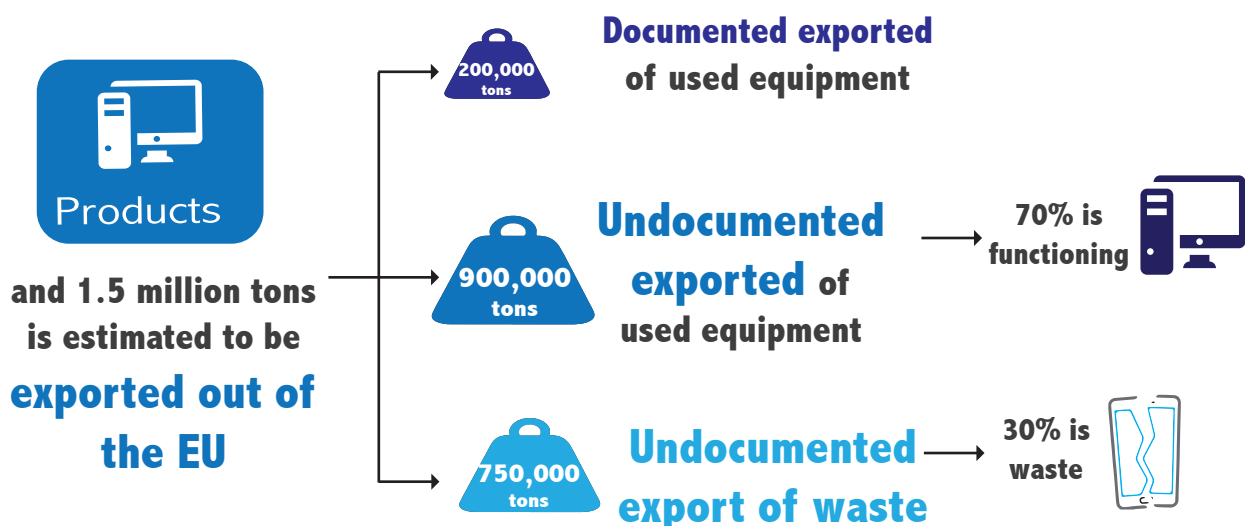 Products
and 1.5 million tons
is estimated to be
exported out of
the EU
200,000
tons
Documented exported
of used equipment
900,000
tons
Undocumented
exported of
used equipment
70% is
functioning
750,000
tons
Undocumented
export of waste
30% is
waste